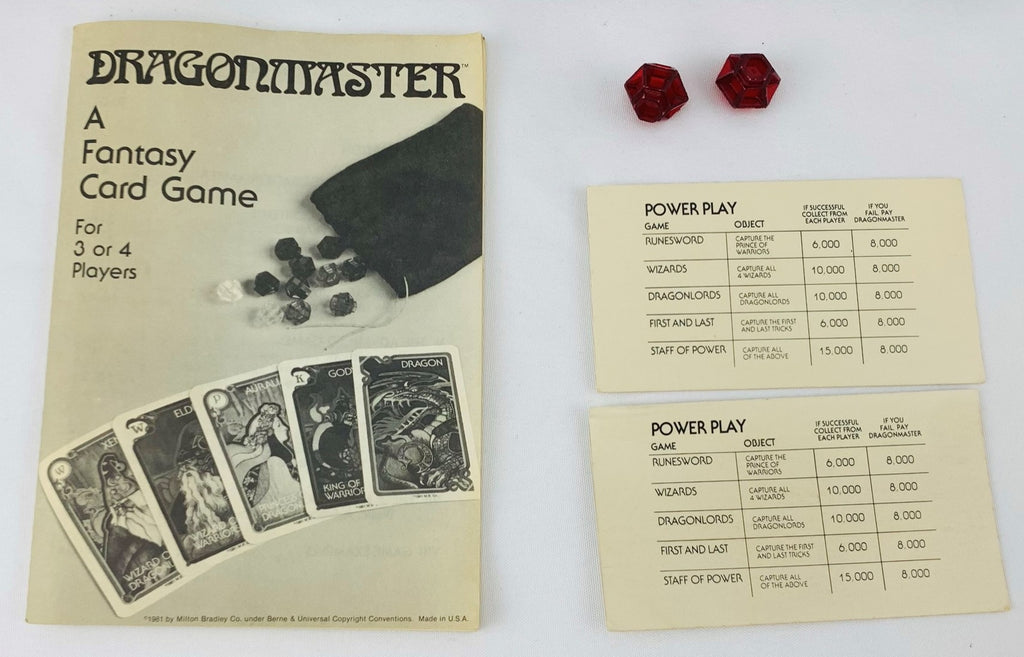 DRAGONMASTER™
A
Fantasy
Card Game
For
3 or 4
Players
W
W
P
AURA
K
GOD
DRAGON
ELD
WIZARD
WIZARD
WARRIOR
KING OF
WARRIOR
©1981 by Milton Bradley Co. under Berne & Universal Copyright Conventions. Made in U.S.A.
POWER PLAY
GAME OBJECT IF SUCCESSFUL COLLECT FROM EACH PLAYER IF YOU FAIL, PAY DRAGONMASTER
RUNESWORD CAPTURE THE PRINCE OF WARRIORS 6,000 8,000
WIZARDS CAPTURE ALL 4 WIZARDS 10,000 8,000
DRAGONLORDS CAPTURE ALL DRAGONLORDS 10,000 8,000
FIRST AND LAST CAPTURE THE FIRST AND LAST TRICKS 6,000 8,000
STAFF OF POWER CAPTURE ALL OF THE ABOVE 15,000 8,000
POWER PLAY
GAME OBJECT IF SUCCESSFUL COLLECT FROM EACH PLAYER IF YOU FAIL, PAY DRAGONMASTER
RUNESWORD CAPTURE THE PRINCE OF WARRIORS 6,000 8,000
WIZARDS CAPTURE ALL 4 WIZARDS 10,000 8,000
DRAGONLORDS CAPTURE ALL DRAGONLORDS 10,000 8,000
FIRST AND LAST CAPTURE THE FIRST AND LAST TRICKS 6,000 8,000
STAFF OF POWER CAPTURE ALL OF THE ABOVE 15,000 8,000